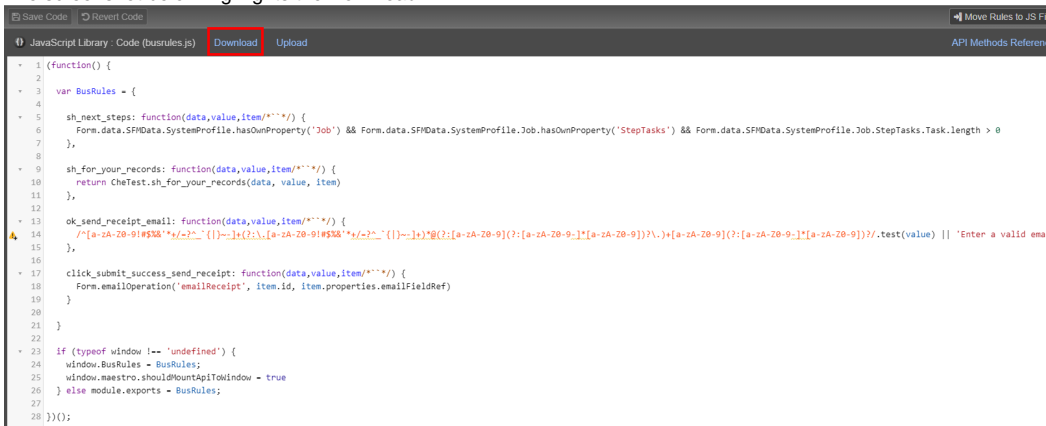 Save Code Revert Code Move Rules to JS Fi
JavaScript Library : Code (busrules.js) Download Upload API Methods Referen
1 (function() {
2
3 var BusRules = {
4
5 sh_next_steps: function(data,value,item/*``*/) {
6 Form.data.SFMData.SystemProfile.hasOwnProperty('Job') && Form.data.SFMData.SystemProfile.Job.hasOwnProperty('StepTasks') && Form.data.SFMData.SystemProfile.Job.StepTasks.Task.length > 0
7 },
8
9 sh_for_your_records: function(data,value,item/*``*/) {
10 return CheTest.sh_for_your_records(data, value, item)
11 },
12
13 ok_send_receipt_email: function(data,value,item/*``*/) {
14 /^[a-zA-Z0-9!#$%&'*+/=?^_`{|}~-]+(?:\.[a-zA-Z0-9!#$%&'*+/=?^_`{|}~-]+)*@(?:[a-zA-Z0-9](?:[a-zA-Z0-9-]*[a-zA-Z0-9])?\.)+[a-zA-Z0-9](?:[a-zA-Z0-9-]*[a-zA-Z0-9])?/.test(value) || 'Enter a valid ema
15 },
16
17 click_submit_success_send_receipt: function(data,value,item/*``*/) {
18 Form.emailOperation('emailReceipt', item.id, item.properties.emailFieldRef)
19 }
20
21 }
22
23 if (typeof window !== 'undefined') {
24 window.BusRules = BusRules;
25 window.maestro.shouldMountApiToWindow = true
26 } else module.exports = BusRules;
27
28 })();